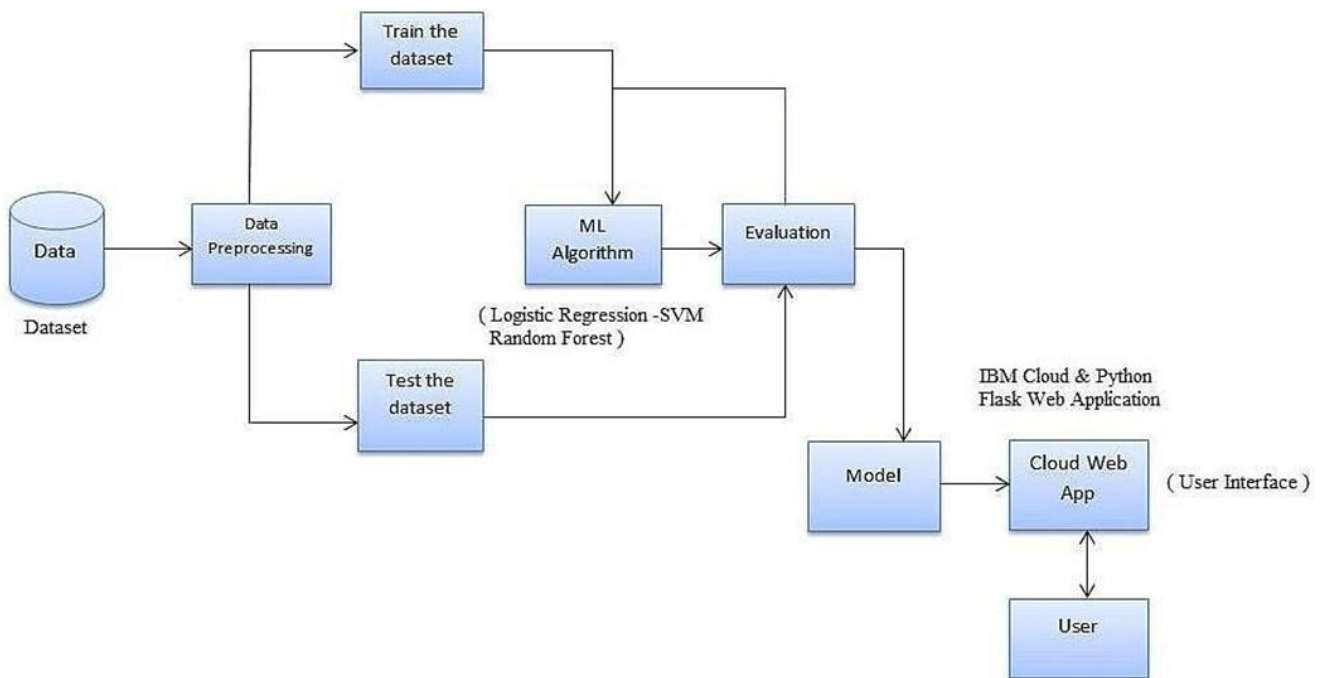 Train the
dataset
Data
Dataset
Data
Preprocessing
ML
Algorithm
( Logistic Regression -SVM
Random Forest )
Evaluation
Test the
dataset
Model
IBM Cloud & Python
Flask Web Application
Cloud Web
App
( User Interface )
User